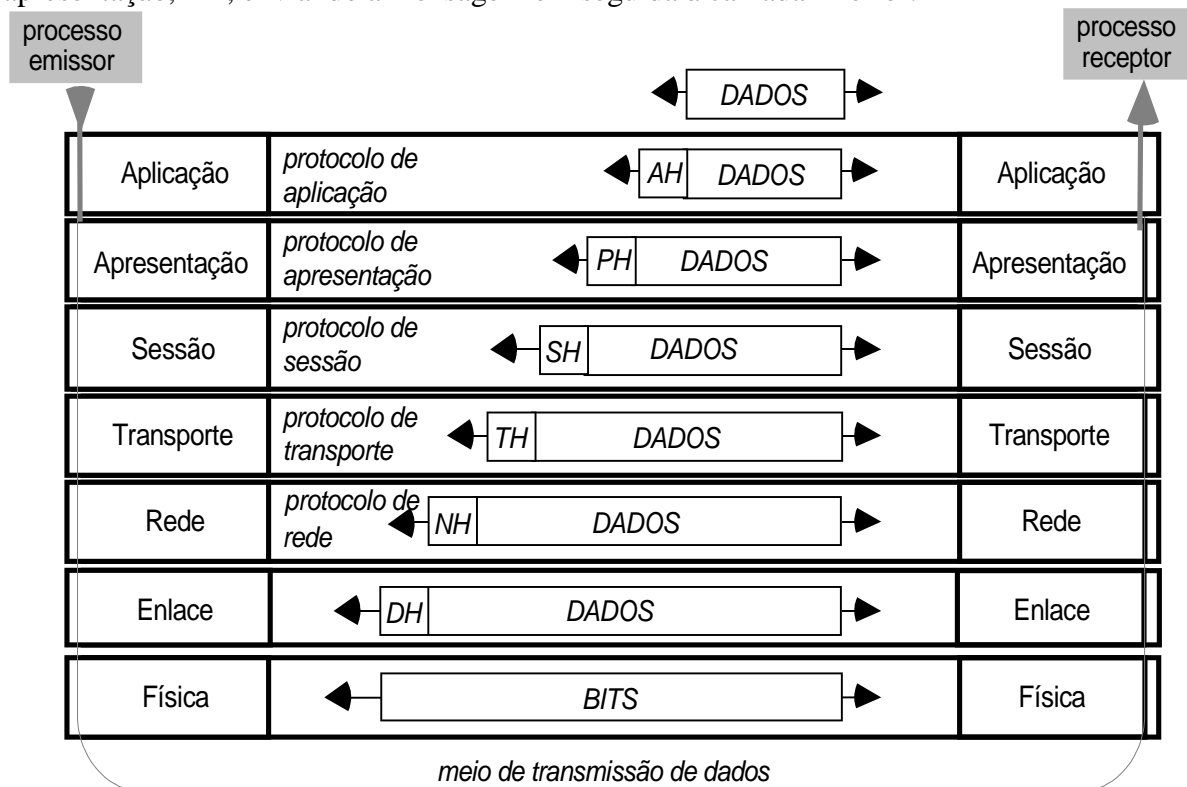 processo
emissor
processo
receptor
DADOS
Aplicação
protocolo de
aplicação
AH DADOS
Aplicação
Apresentação
protocolo de
apresentação
PH DADOS
Apresentação
Sessão
protocolo de
sessão
SH DADOS
Sessão
Transporte
protocolo de
transporte
TH DADOS
Transporte
Rede
protocolo de
rede
NH DADOS
Rede
Enlace
DH DADOS
Enlace
Física
BITS
Física
meio de transmissão de dados